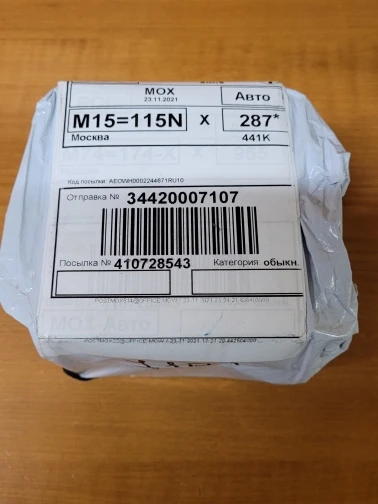 МОХ
23.11.2021
Авто
M15=115N
X
287*
Москва
441K
Код посылки: AEOWH0002244671RU10
Отправка № 34420007107
Посылка № 410728543
Категория обыкн.
МОХ Авто